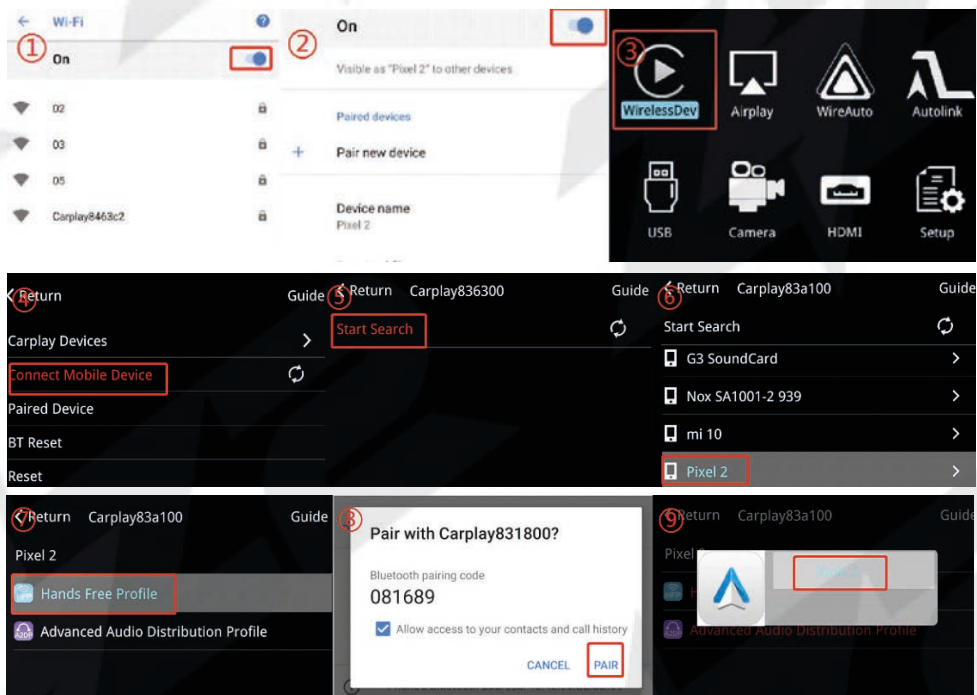 ①
Wi-Fi
On
02
03
05
Carplay8463c2
②
On
Visible as "Pixel 2" to other devices
Paired devices
Pair new device
Device name
Pixel 2
③
WirelessDev
Airplay
WireAuto
Autolink
USB
Camera
HDMI
Setup
④
Return
Guide
Carplay Devices
Connect Mobile Device
Paired Device
BT Reset
Reset
⑤
Return Carplay836300 Guide
Start Search
⑥
Return Carplay83a100 Guide
Start Search
G3 SoundCard
Nox SA1001-2 939
mi 10
Pixel 2
⑦
Return Carplay83a100 Guide
Pixel 2
Hands Free Profile
Advanced Audio Distribution Profile
⑧
Pair with Carplay831800?
Bluetooth pairing code
081689
Allow access to your contacts and call history
CANCEL PAIR
⑨
Return Carplay83a100 Guide
Pixel
Pixel 2
Advanced Audio Distribution Profile